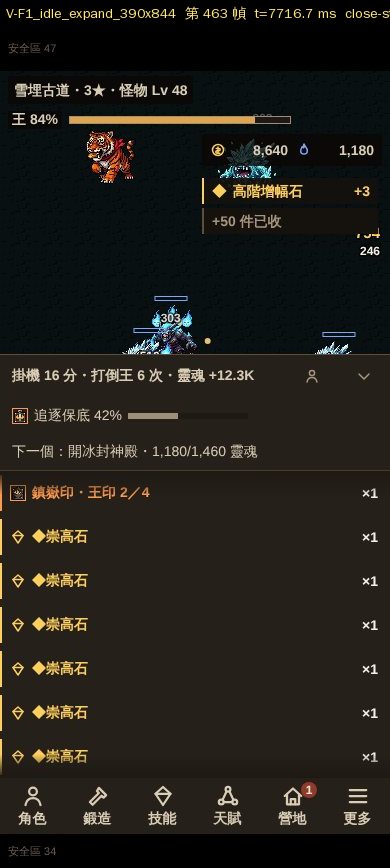 V-F1_idle_expand_390x844 第 463 幀 t=7716.7 ms close-s
安全區 47
雪埋古道・3★・怪物 Lv 48
王 84%
8,640 1,180
◆ 高階增幅石 +3
+50 件已收
246
303
掛機 16 分・打倒王 6 次・靈魂 +12.3K
追逐保底 42%
下一個：開冰封神殿・1,180/1,460 靈魂
鎮嶽印・王印 2／4 ×1
◆崇高石 ×1
◆崇高石 ×1
◆崇高石 ×1
◆崇高石 ×1
◆崇高石 ×1
◆崇高石 ×1
1
角色 鍛造 技能 天賦 營地 更多
安全區 34